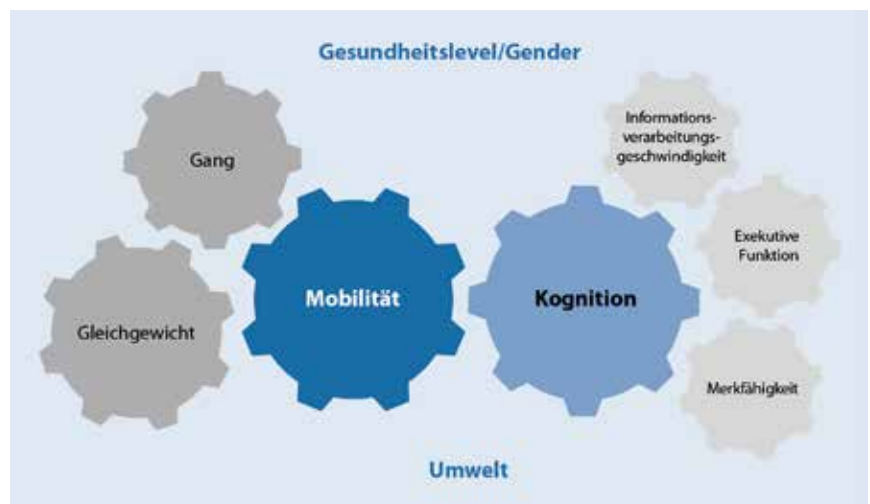 Gesundheitslevel/Gender
Gang
Gleichgewicht
Mobilität
Kognition
Informations-
verarbeitungs-
geschwindigkeit
Exekutive
Funktion
Merkfähigkeit
Umwelt